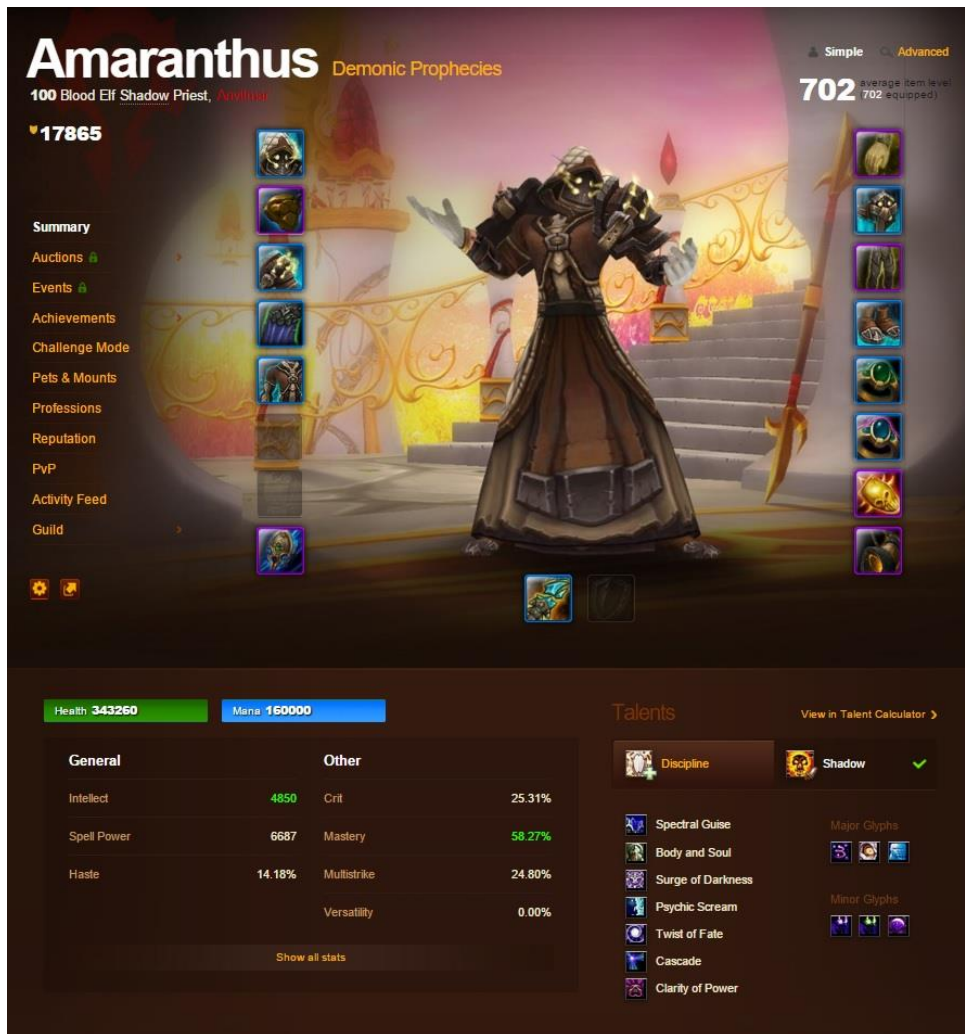 Amaranthus Demonic Prophecies
100 Blood Elf Shadow Priest, Anvilmar
17865
Simple
Advanced
702 average item level
(702 equipped)
Summary
Auctions
Events
Achievements
Challenge Mode
Pets & Mounts
Professions
Reputation
PvP
Activity Feed
Guild
Health 343260
Mana 160000
General
Intellect 4850
Spell Power 6687
Haste 14.18%
Other
Crit 25.31%
Mastery 58.27%
Multistrike 24.80%
Versatility 0.00%
Show all stats
Talents
View in Talent Calculator
Discipline
Shadow
Spectral Guise
Body and Soul
Surge of Darkness
Psychic Scream
Twist of Fate
Cascade
Clarity of Power
Major Glyphs
Minor Glyphs